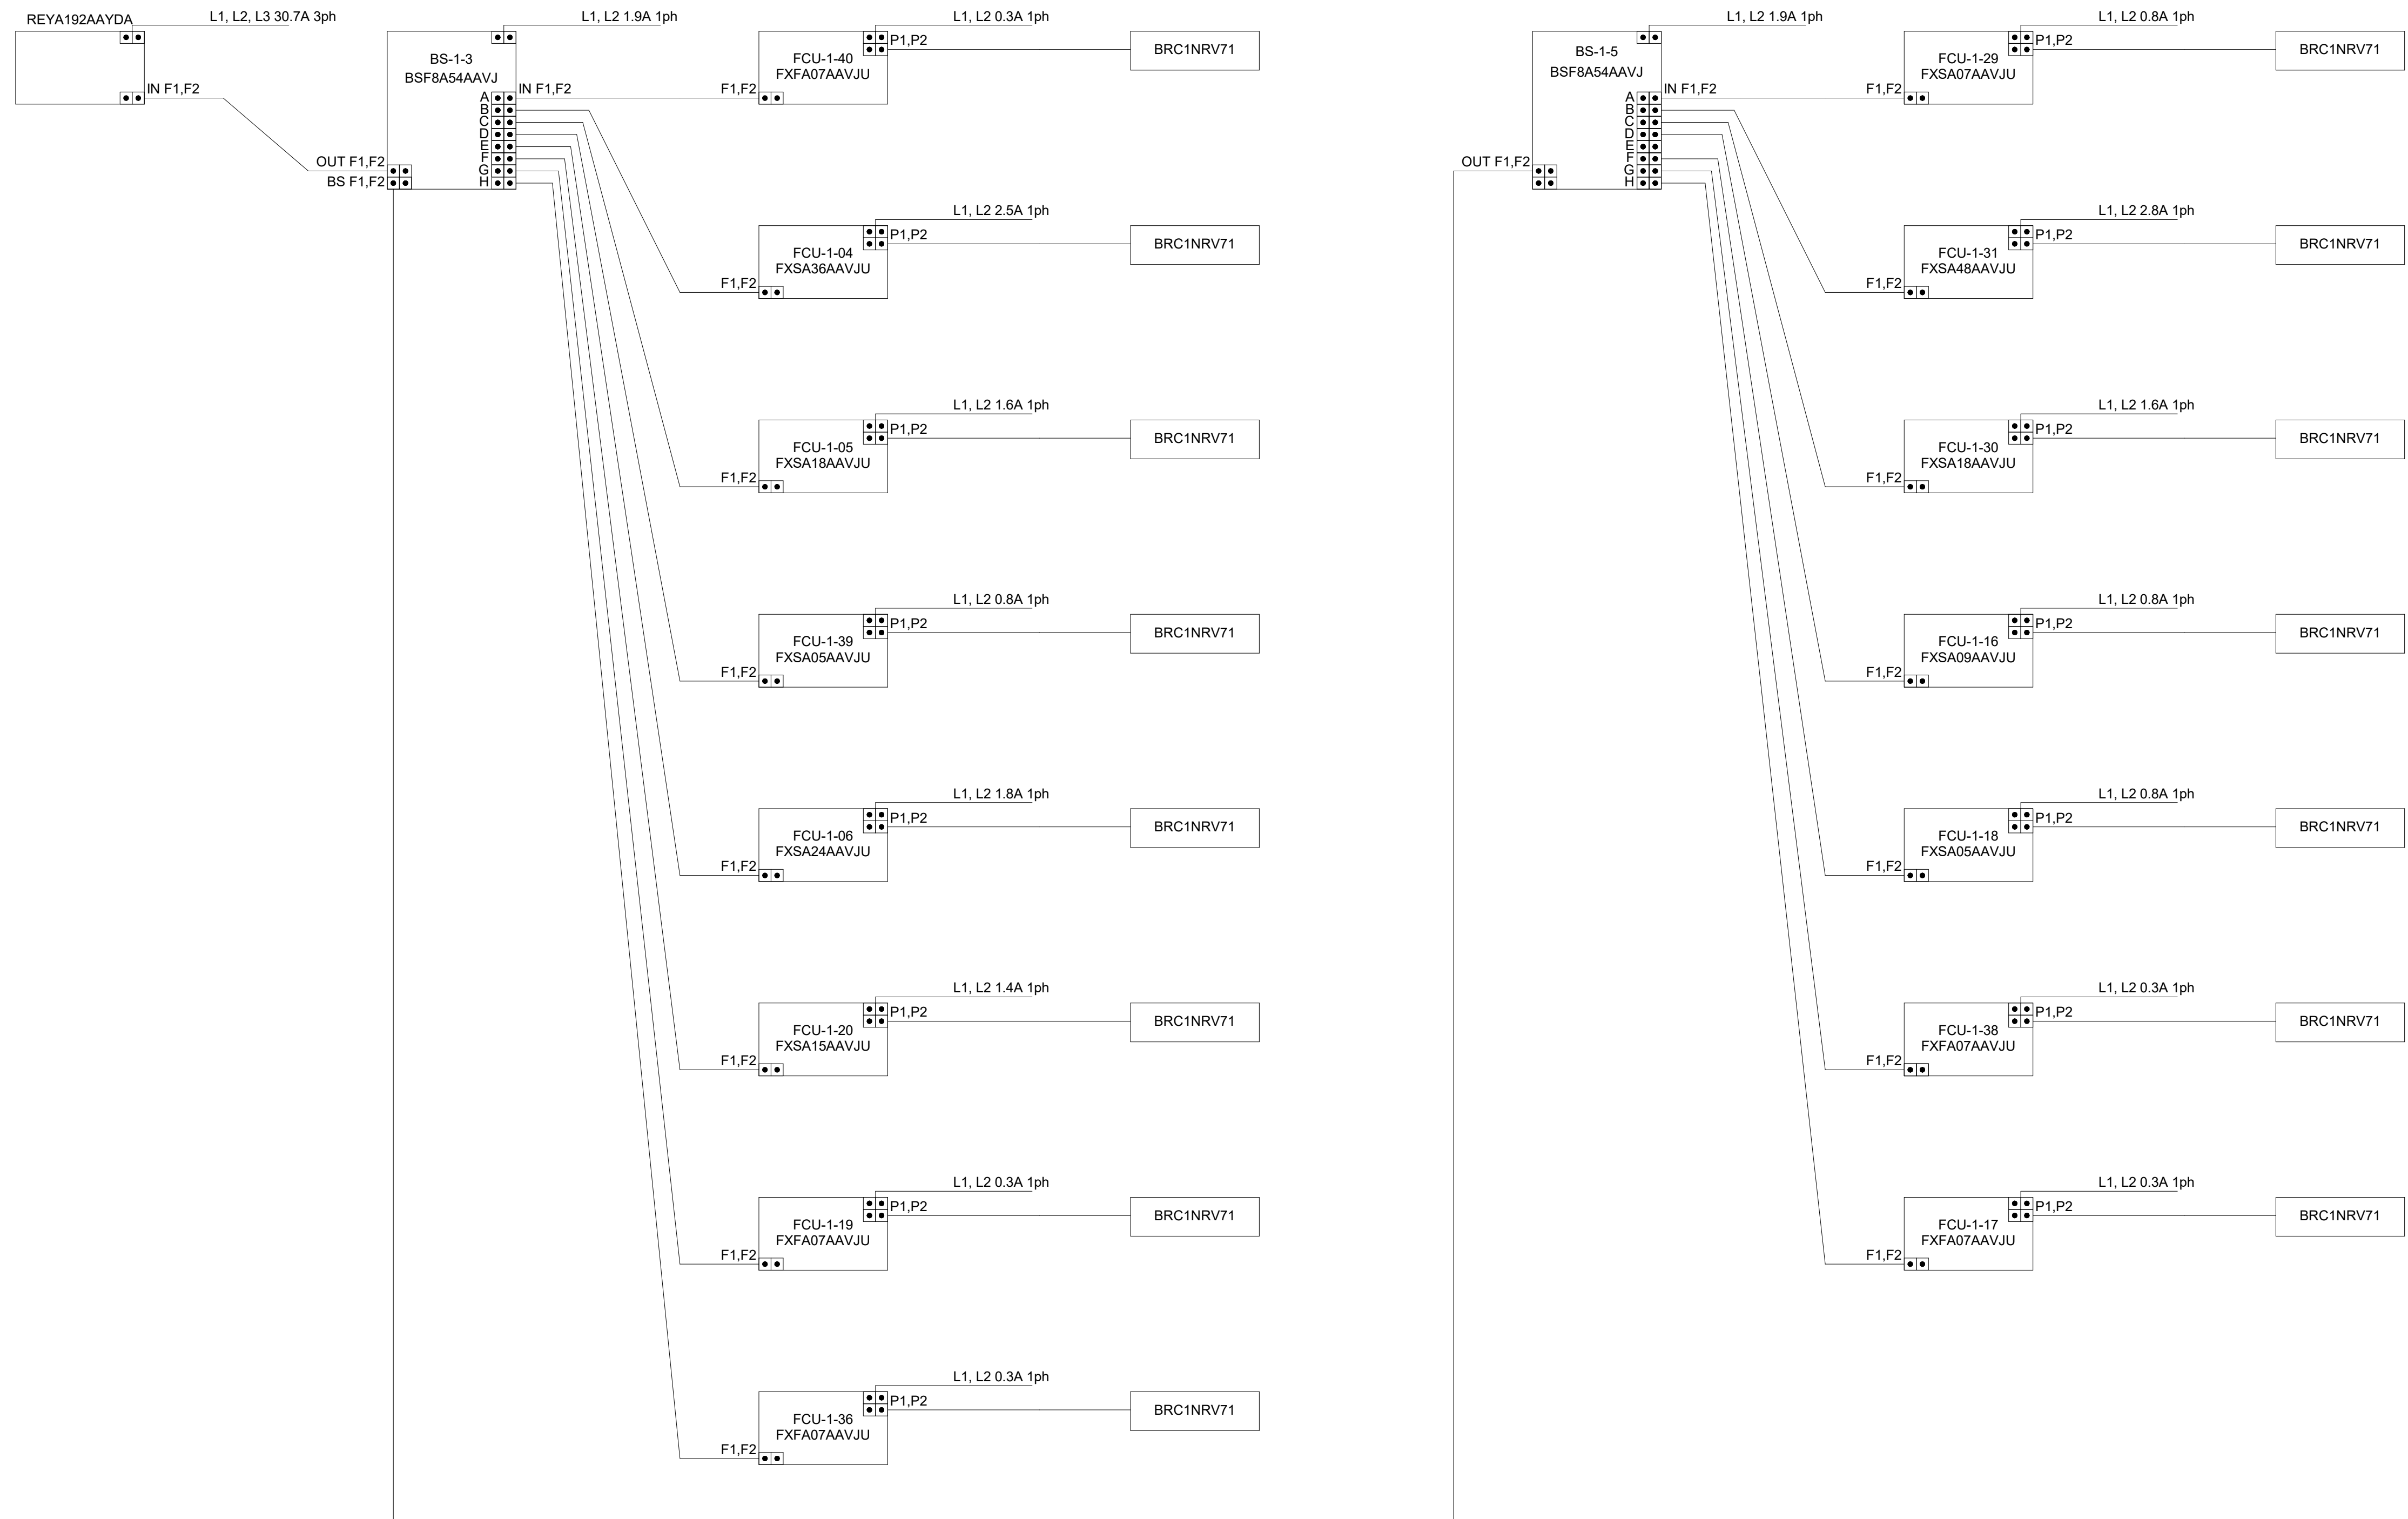 REYA192AAYDA
L1, L2, L3 30.7A 3ph
IN F1,F2
L1, L2 1.9A 1ph
BS-1-3
BSF8A54AAVJ
IN F1,F2
A
B
C
D
E
F
G
H
OUT F1,F2
BS F1,F2
L1, L2 0.3A 1ph
P1,P2
FCU-1-40
FXFA07AAVJU
F1,F2
BRC1NRV71
L1, L2 2.5A 1ph
P1,P2
FCU-1-04
FXSA36AAVJU
F1,F2
BRC1NRV71
L1, L2 1.6A 1ph
P1,P2
FCU-1-05
FXSA18AAVJU
F1,F2
BRC1NRV71
L1, L2 0.8A 1ph
P1,P2
FCU-1-39
FXSA05AAVJU
F1,F2
BRC1NRV71
L1, L2 1.8A 1ph
P1,P2
FCU-1-06
FXSA24AAVJU
F1,F2
BRC1NRV71
L1, L2 1.4A 1ph
P1,P2
FCU-1-20
FXSA15AAVJU
F1,F2
BRC1NRV71
L1, L2 0.3A 1ph
P1,P2
FCU-1-19
FXFA07AAVJU
F1,F2
BRC1NRV71
L1, L2 0.3A 1ph
P1,P2
FCU-1-36
FXFA07AAVJU
F1,F2
BRC1NRV71
L1, L2 1.9A 1ph
BS-1-5
BSF8A54AAVJ
IN F1,F2
A
B
C
D
E
F
G
H
OUT F1,F2
L1, L2 0.8A 1ph
P1,P2
FCU-1-29
FXSA07AAVJU
F1,F2
BRC1NRV71
L1, L2 2.8A 1ph
P1,P2
FCU-1-31
FXSA48AAVJU
F1,F2
BRC1NRV71
L1, L2 1.6A 1ph
P1,P2
FCU-1-30
FXSA18AAVJU
F1,F2
BRC1NRV71
L1, L2 0.8A 1ph
P1,P2
FCU-1-16
FXSA09AAVJU
F1,F2
BRC1NRV71
L1, L2 0.8A 1ph
P1,P2
FCU-1-18
FXSA05AAVJU
F1,F2
BRC1NRV71
L1, L2 0.3A 1ph
P1,P2
FCU-1-38
FXFA07AAVJU
F1,F2
BRC1NRV71
L1, L2 0.3A 1ph
P1,P2
FCU-1-17
FXFA07AAVJU
F1,F2
BRC1NRV71